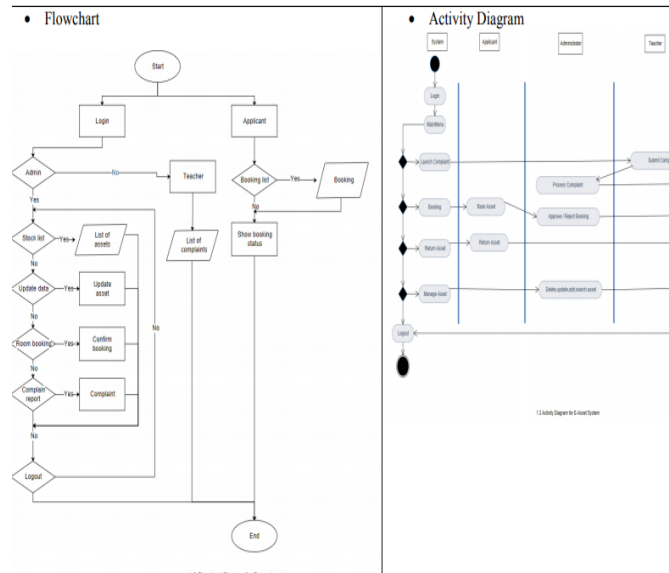 • Flowchart
Start
Login
Applicant
Admin
No
Teacher
Booking list
Yes
Booking
Yes
No
Stock list
Yes
List of
assets
List of
complaints
Show booking
status
No
Update data
Yes
Update
asset
No
No
Room booking
Yes
Confirm
booking
No
Complain
report
Yes
Complaint
No
Logout
End
• Activity Diagram
System
Applicant
Administrator
Teacher
Login
MainMenu
Launch Complaint
Submit Comp
Process Complaint
Booking
Book Asset
Approve / Reject Booking
Return Asset
Return Asset
Manage Asset
Delete,update,edit,search asset
Logout
1.3 Activity Diagram for E-Asset System